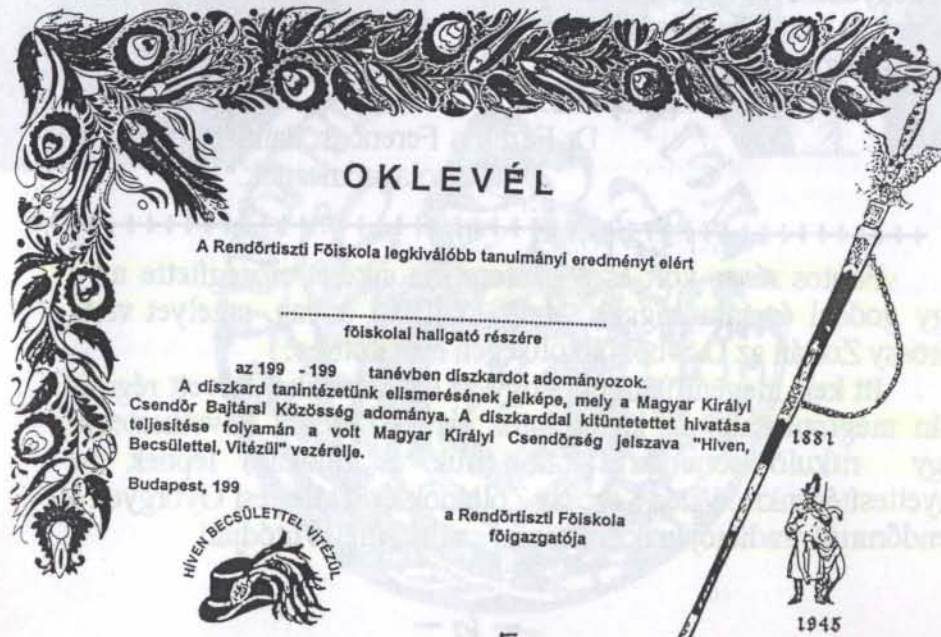 OKLEVÉL
A Rendőrtiszti Főiskola legkiválóbb tanulmányi eredményt elért
főiskolai hallgató részére
az 199 - 199 tanévben díszkardot adományozok.
A díszkard tanintézetünk elismerésének jelképe, mely a Magyar Királyi
Csendőr Bajtársi Közösség adománya. A díszkarddal kitüntetettet hivatása
teljesítése folyamán a volt Magyar Királyi Csendőrség jelszava "Híven,
Becsülettel, Vitézül" vezérelje.
Budapest, 199
a Rendőrtiszti Főiskola
főigazgatója
HÍVEN BECSÜLETTEL VITÉZÜL
1881
1945